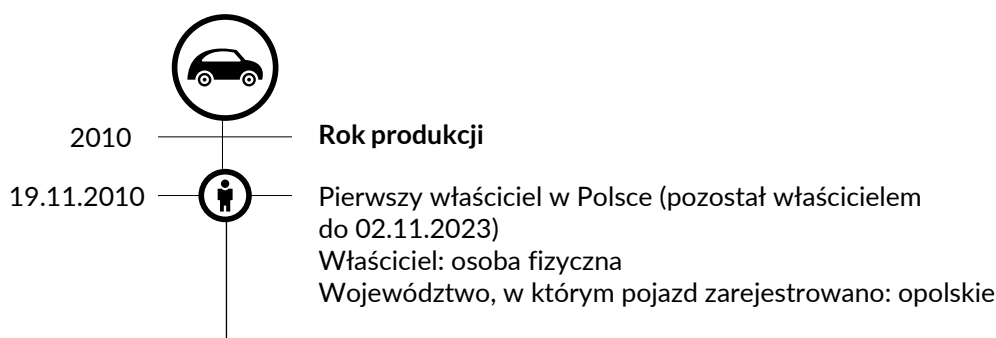 2010
Rok produkcji
19.11.2010
Pierwszy właściciel w Polsce (pozostał właścicielem
do 02.11.2023)
Właściciel: osoba fizyczna
Województwo, w którym pojazd zarejestrowano: opolskie